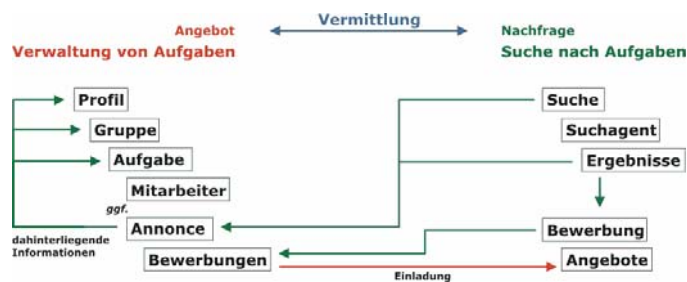 Vermittlung
Angebot
Nachfrage
Verwaltung von Aufgaben
Suche nach Aufgaben
Profil
Suche
Gruppe
Suchagent
Aufgabe
Ergebnisse
Mitarbeiter
ggf.
Annonce
Bewerbung
dahinterliegende
Informationen
Bewerbungen
Angebote
Einladung